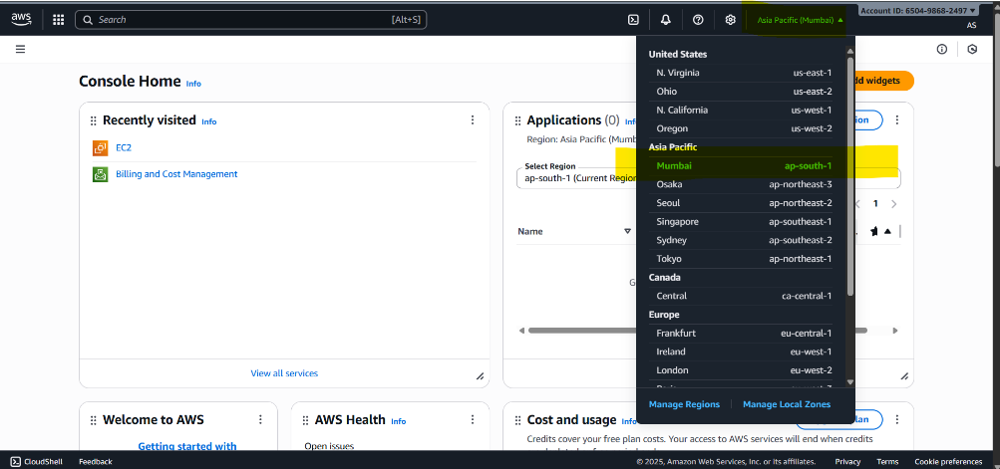 aws
Search [Alt+S]
Asia Pacific (Mumbai)
Account ID: 6504-9868-2497
AS
Console Home Info
dd widgets
Recently visited Info
EC2
Billing and Cost Management
View all services
Applications (0) Info
ion
Region: Asia Pacific (Mumb
Select Region
ap-south-1 (Current Region
1
Name
G
United States
N. Virginia us-east-1
Ohio us-east-2
N. California us-west-1
Oregon us-west-2
Asia Pacific
Mumbai ap-south-1
Osaka ap-northeast-3
Seoul ap-northeast-2
Singapore ap-southeast-1
Sydney ap-southeast-2
Tokyo ap-northeast-1
Canada
Central ca-central-1
Europe
Frankfurt eu-central-1
Ireland eu-west-1
London eu-west-2
Manage Regions Manage Local Zones
Welcome to AWS
Getting started with
AWS Health Info
Open issues
Cost and usage Info
lan
Credits cover your free plan costs. Your access to AWS services will end when credits
CloudShell Feedback © 2025, Amazon Web Services, Inc. or its affiliates. Privacy Terms Cookie preferences